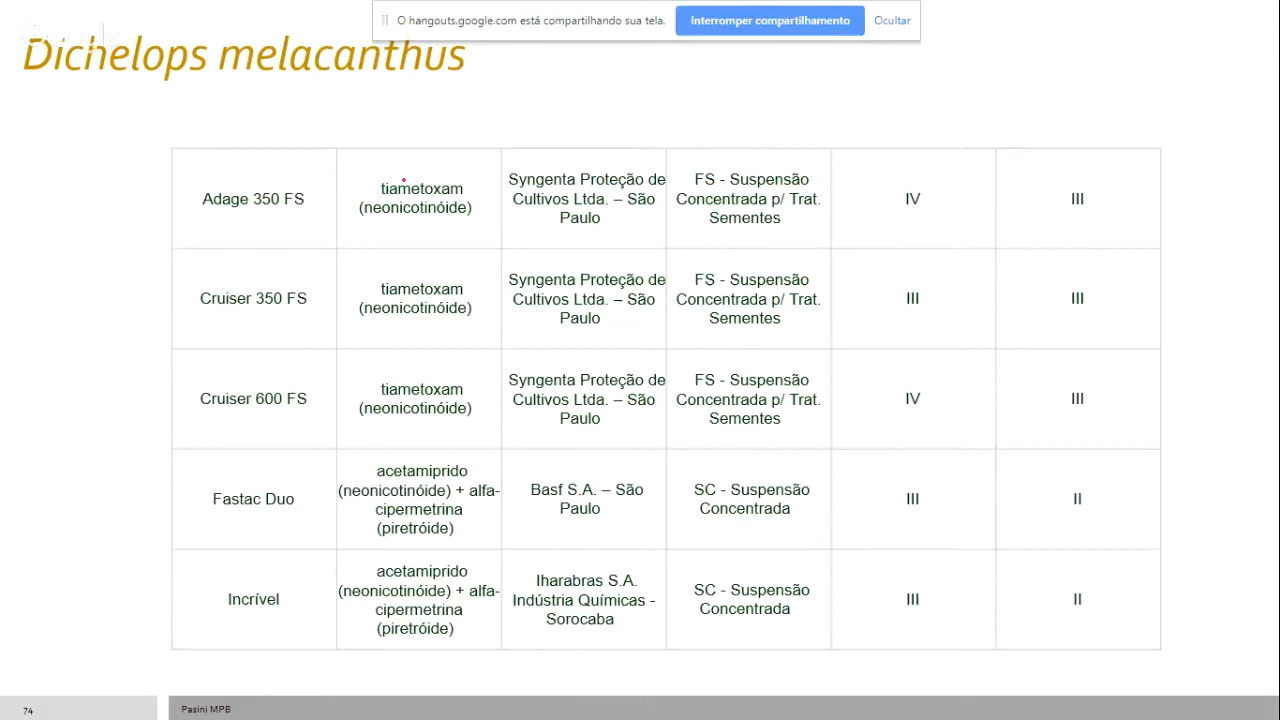 O hangouts.google.com está compartilhando sua tela.
Interromper compartilhamento
Ocultar
Dichelops melacanthus
Adage 350 FS
tiametoxam
(neonicotinóide)
Syngenta Proteção de
Cultivos Ltda. – São
Paulo
FS - Suspensão
Concentrada p/ Trat.
Sementes
IV
III
Cruiser 350 FS
tiametoxam
(neonicotinóide)
Syngenta Proteção de
Cultivos Ltda. – São
Paulo
FS - Suspensão
Concentrada p/ Trat.
Sementes
III
III
Cruiser 600 FS
tiametoxam
(neonicotinóide)
Syngenta Proteção de
Cultivos Ltda. – São
Paulo
FS - Suspensão
Concentrada p/ Trat.
Sementes
IV
III
Fastac Duo
acetamiprido
(neonicotinóide) + alfa-
cipermetrina
(piretróide)
Basf S.A. – São
Paulo
SC - Suspensão
Concentrada
III
II
Incrível
acetamiprido
(neonicotinóide) + alfa-
cipermetrina
(piretróide)
Iharabras S.A.
Indústria Químicas -
Sorocaba
SC - Suspensão
Concentrada
III
II
74
Pasini MPB